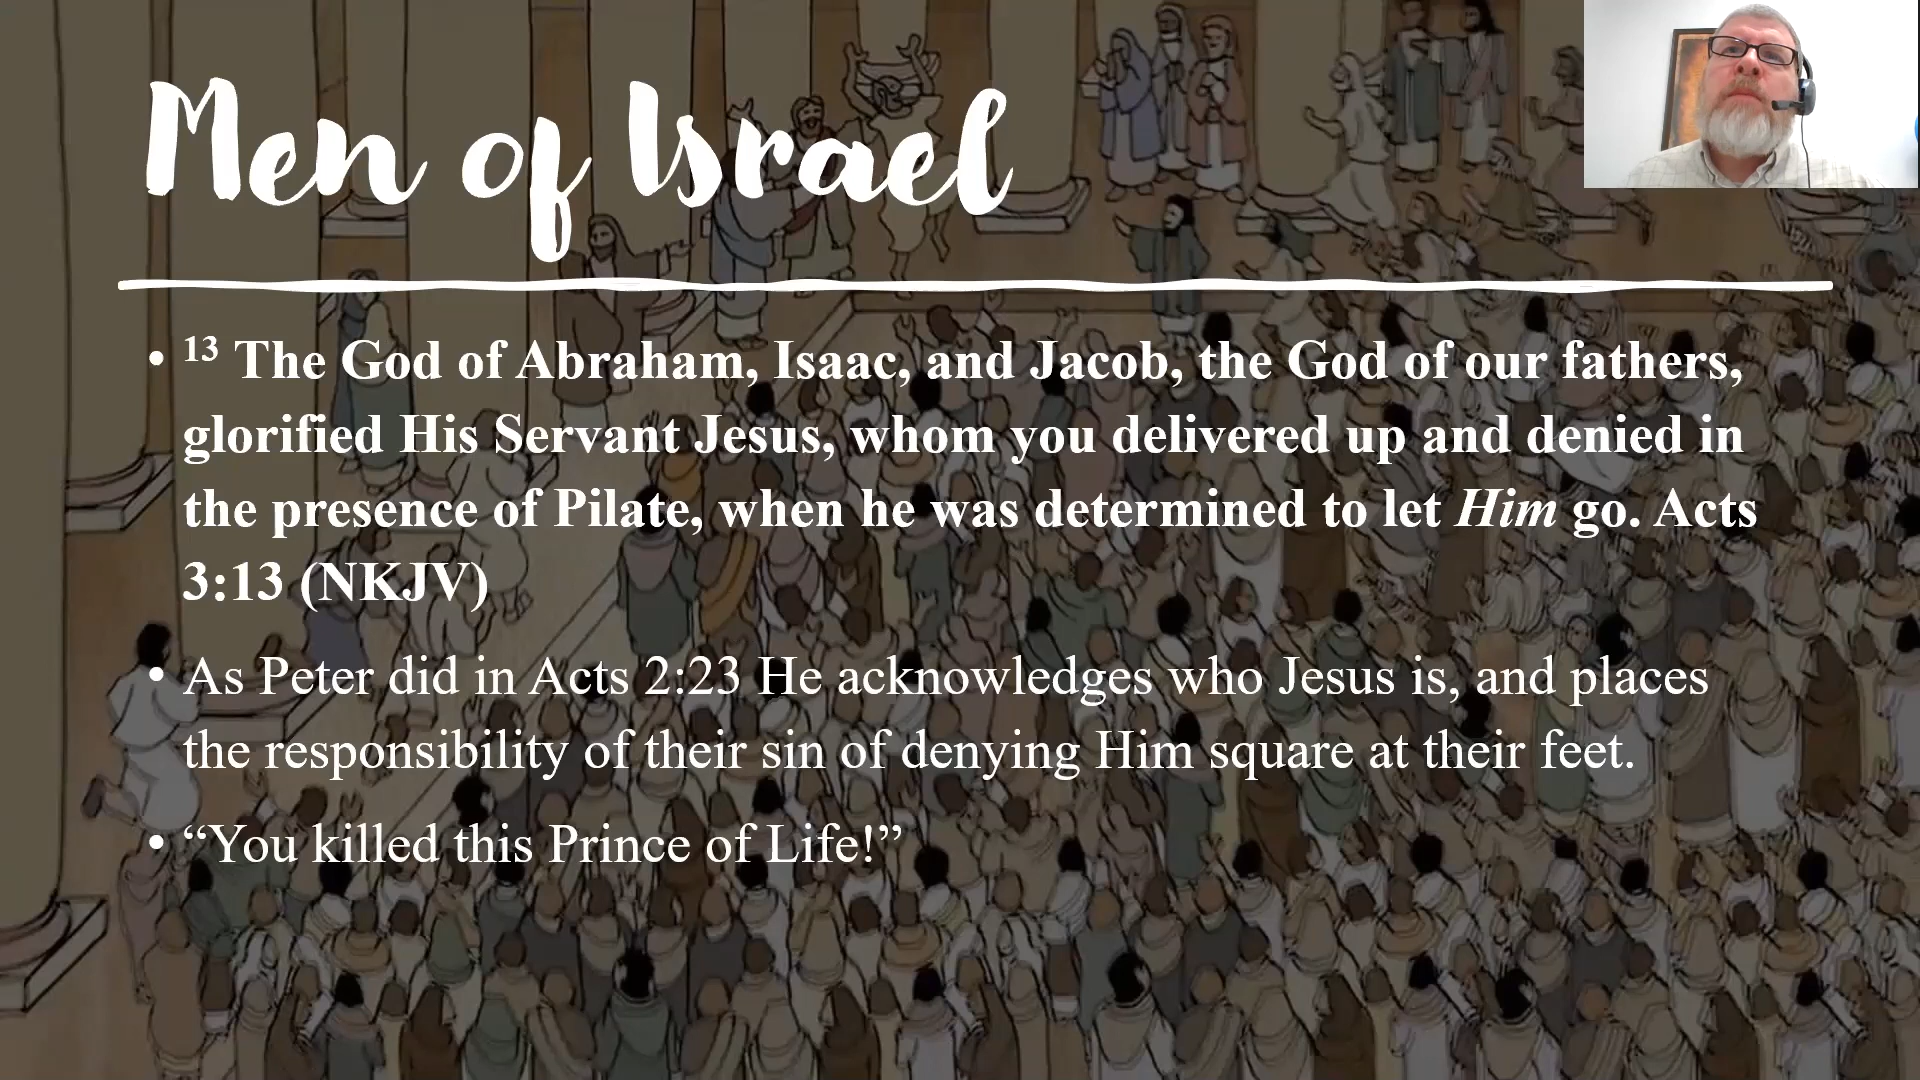 Men of Israel
• 13 The God of Abraham, Isaac, and Jacob, the God of our fathers,
glorified His Servant Jesus, whom you delivered up and denied in
the presence of Pilate, when he was determined to let Him go. Acts
3:13 (NKJV)
• As Peter did in Acts 2:23 He acknowledges who Jesus is, and places
the responsibility of their sin of denying Him square at their feet.
• “You killed this Prince of Life!”